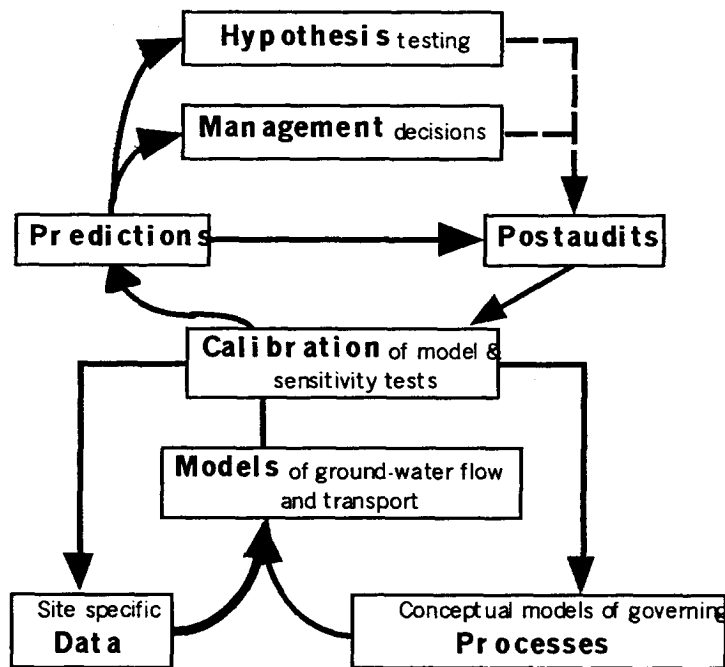 Hypothesis testing
Management decisions
Predictions
Postaudits
Calibration of model &
sensitivity tests
Models of ground-water flow
and transport
Site specific
Data
Conceptual models of governing
Processes